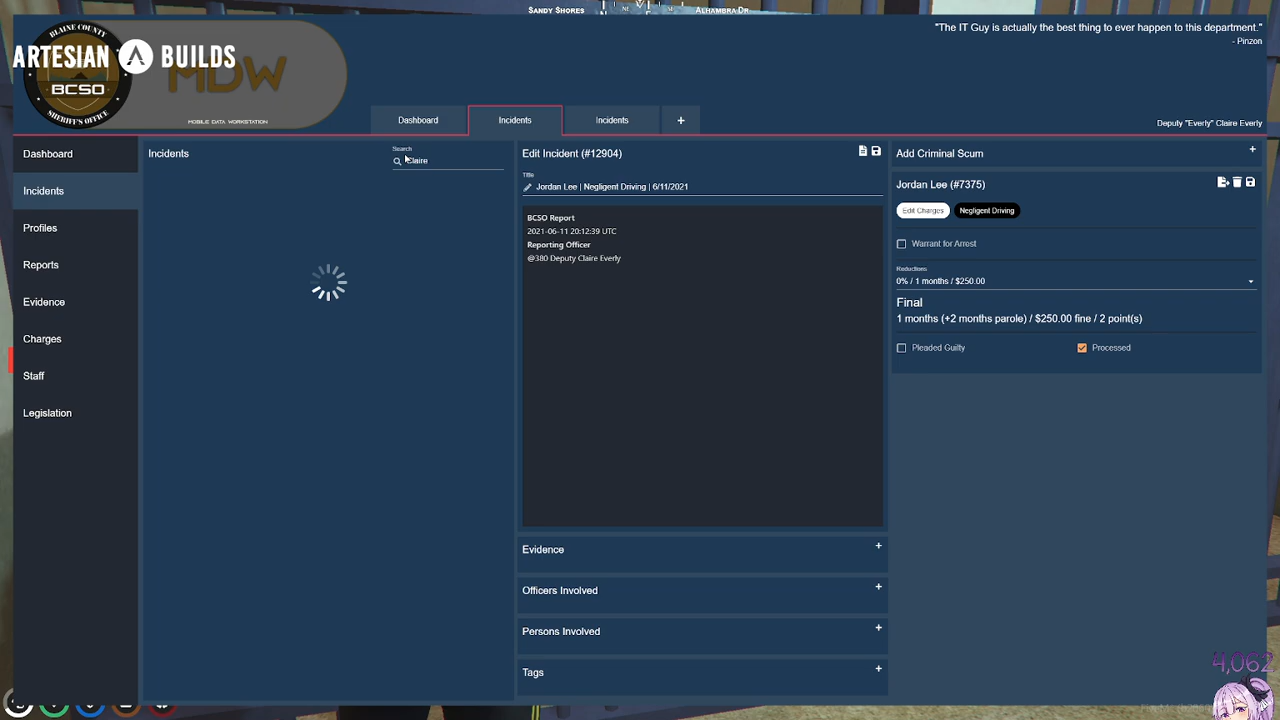 SANDY SHORES
ALHAMBRA DR
"The IT Guy is actually the best thing to ever happen to this department."
- Pinzon
BLAINE COUNTY
ARTESIAN BUILDS
BCSO
SHERIFF'S OFFICE
MDW
MOBILE DATA WORKSTATION
Dashboard
Incidents
Incidents
+
Deputy "Everly" Claire Everly
Dashboard
Incidents
Profiles
Reports
Evidence
Charges
Staff
Legislation
Incidents
Search
Claire
Edit Incident (#12904)
Title
Jordan Lee | Negligent Driving | 6/11/2021
BCSO Report
2021-06-11 20:12:39 UTC
Reporting Officer
@380 Deputy Claire Everly
Evidence +
Officers Involved +
Persons Involved +
Tags +
Add Criminal Scum +
Jordan Lee (#7375)
Edit Charges Negligent Driving
Warrant for Arrest
Reductions
0% / 1 months / $250.00
Final
1 months (+2 months parole) / $250.00 fine / 2 point(s)
Pleaded Guilty Processed
4,062